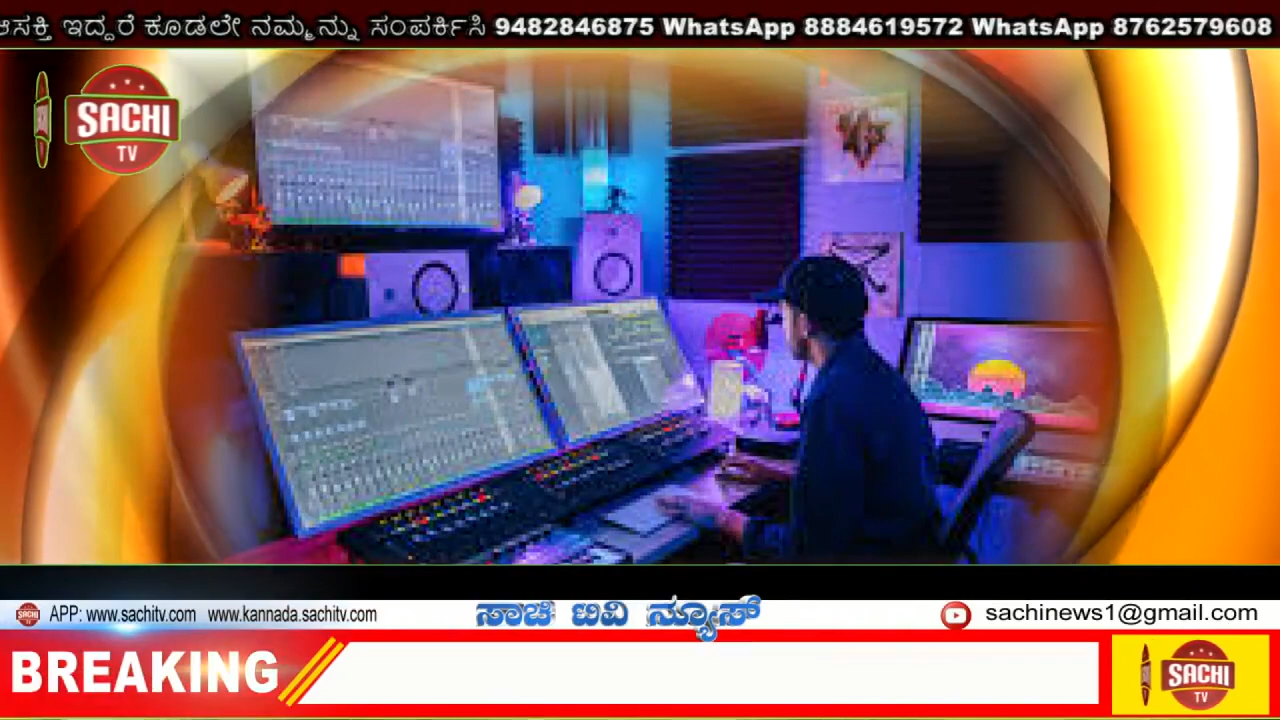 ಆಸಕ್ತಿ ಇದ್ದರೆ ಕೂಡಲೇ ನಮ್ಮನ್ನು ಸಂಪರ್ಕಿಸಿ 9482846875 WhatsApp 8884619572 WhatsApp 8762579608
SACHI
TV
APP: www.sachitv.com www.kannada.sachitv.com
ಸಾಚಿ ಟಿವಿ ನ್ಯೂಸ್
sachinews1@gmail.com
BREAKING
SACHI
TV